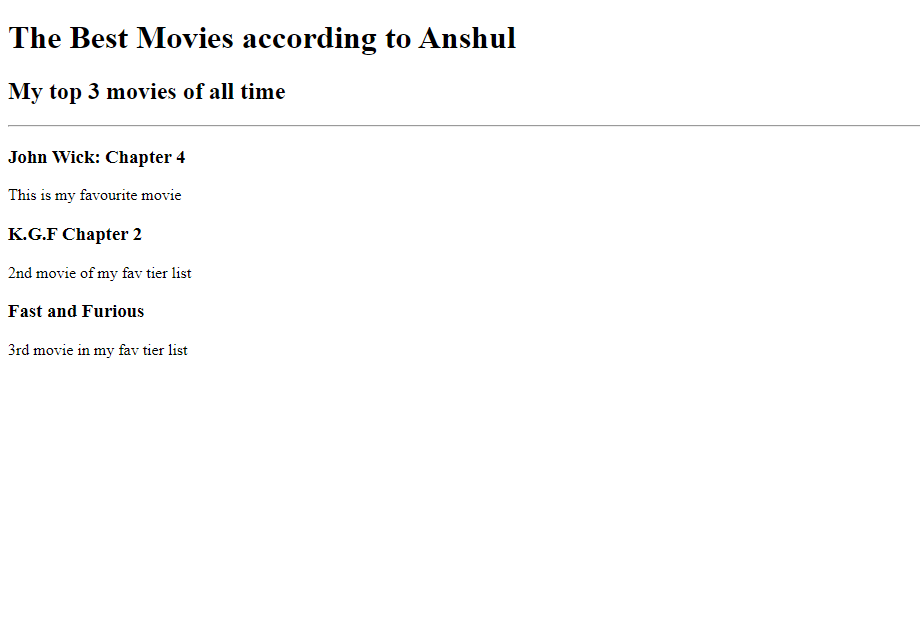 The Best Movies according to Anshul
My top 3 movies of all time
John Wick: Chapter 4
This is my favourite movie
K.G.F Chapter 2
2nd movie of my fav tier list
Fast and Furious
3rd movie in my fav tier list